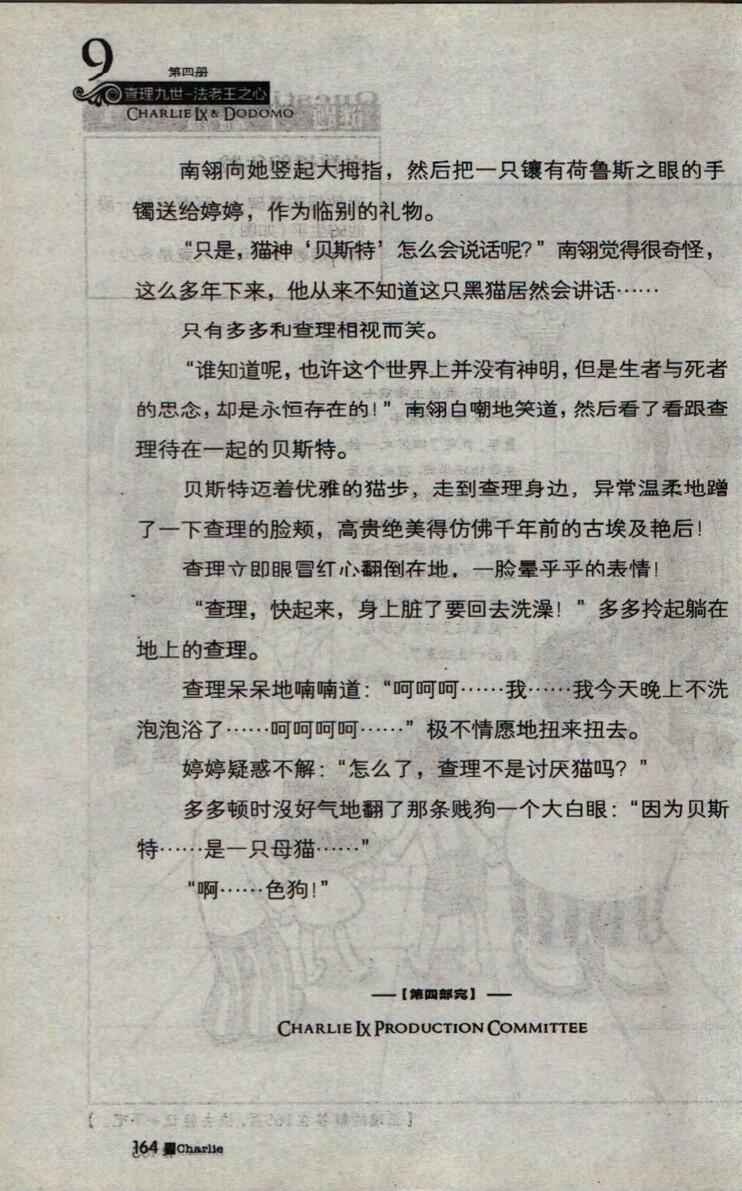 9
第四册
查理九世-法老王之心
CHARLIE IX & DODOMO
南翎向她竖起大拇指，然后把一只镶有荷鲁斯之眼的手
镯送给婷婷，作为临别的礼物。
“只是，猫神‘贝斯特’怎么会说话呢？”南翎觉得很奇怪，
这么多年下来，他从来不知道这只黑猫居然会讲话……
只有多多和查理相视而笑。
“谁知道呢，也许这个世界上并没有神明，但是生者与死者
的思念，却是永恒存在的！”南翎自嘲地笑道，然后看了看跟查
理待在一起的贝斯特。
贝斯特迈着优雅的猫步，走到查理身边，异常温柔地蹭
了一下查理的脸颊，高贵绝美得仿佛千年前的古埃及艳后！
查理立即眼冒红心翻倒在地，一脸晕乎乎的表情！
“查理，快起来，身上脏了要回去洗澡！”多多拎起躺在
地上的查理。
查理呆呆地喃喃道：“呵呵呵……我……我今天晚上不洗
泡泡浴了……呵呵呵呵……”极不情愿地扭来扭去。
婷婷疑惑不解：“怎么了，查理不是讨厌猫吗？”
多多顿时没好气地翻了那条贱狗一个大白眼：“因为贝斯
特……是一只母猫……”
“啊……色狗！”
【第四部完】
CHARLIE IX PRODUCTION COMMITTEE
164 Charlie